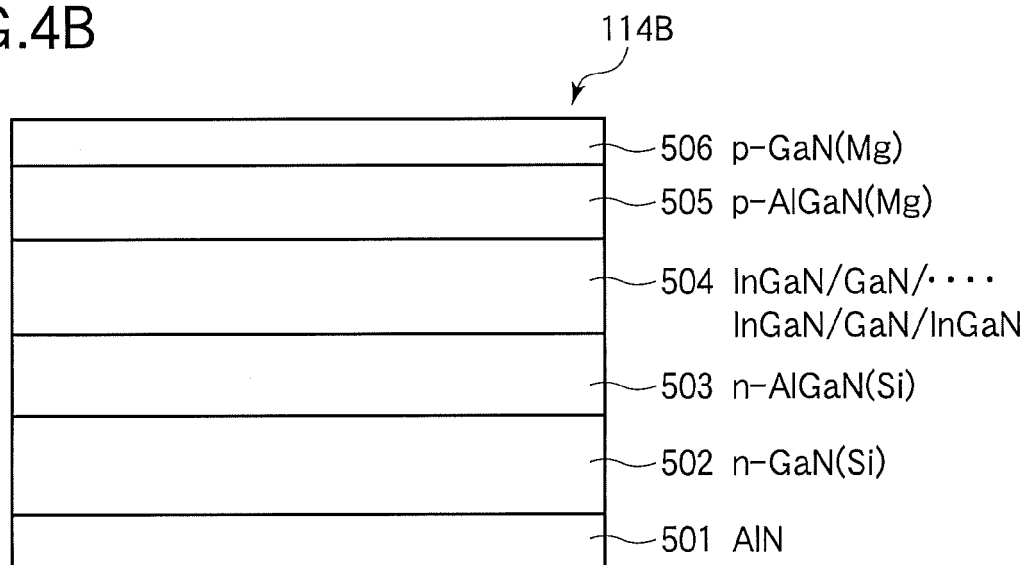 G.4B
114B
506 p-GaN(Mg)
505 p-AlGaN(Mg)
504 InGaN/GaN/････
InGaN/GaN/InGaN
503 n-AlGaN(Si)
502 n-GaN(Si)
501 AlN